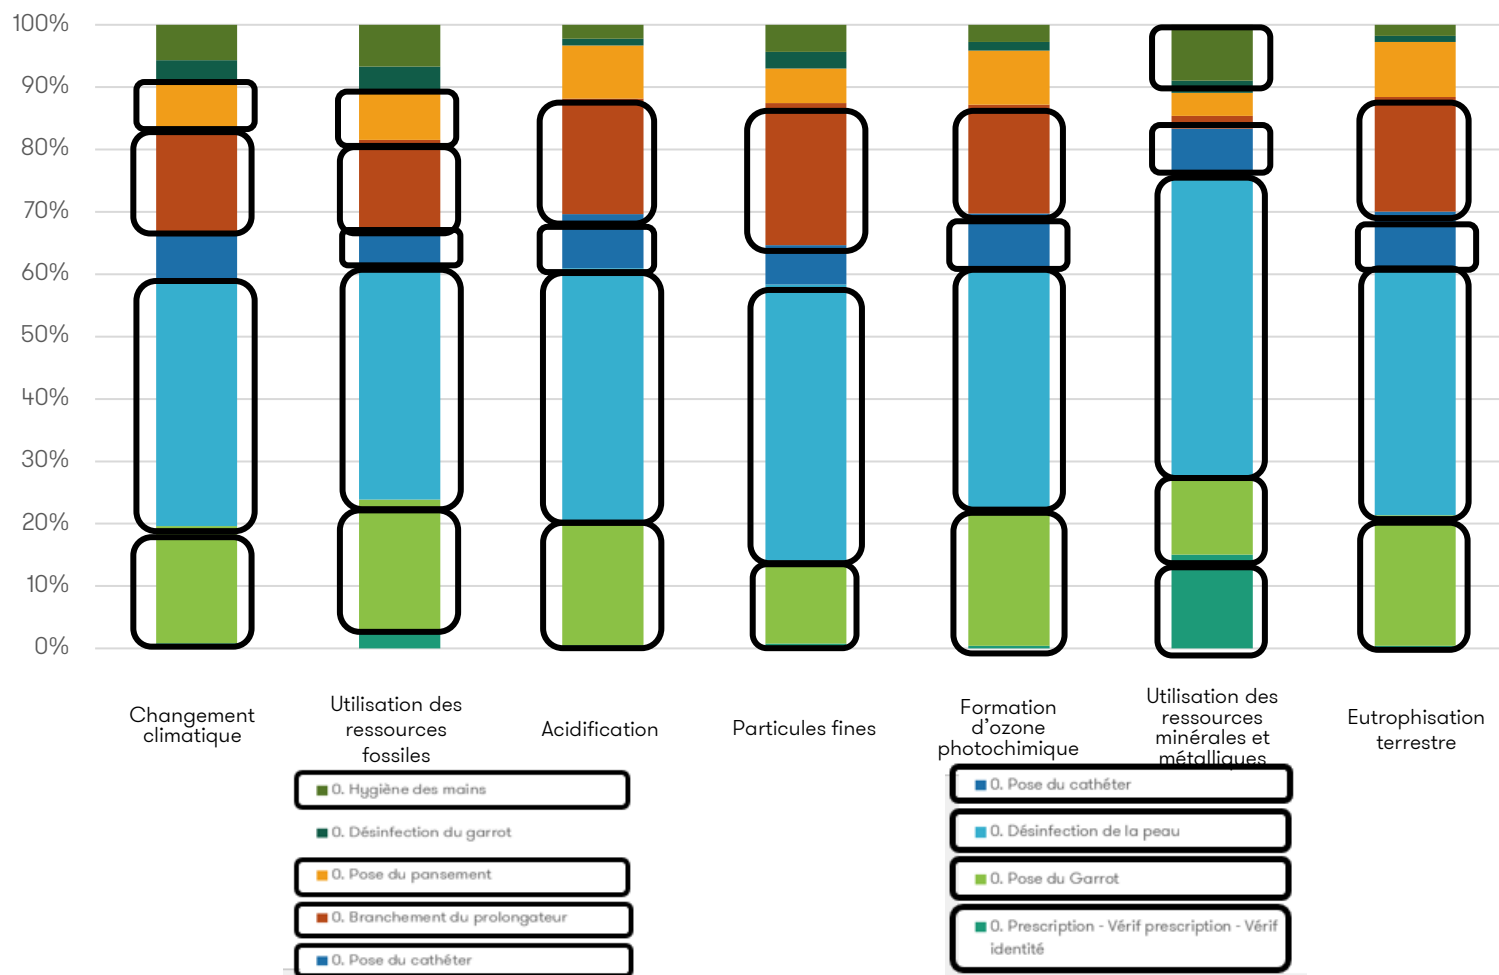 100%
90%
80%
70%
60%
50%
40%
30%
20%
10%
0%
Changement
climatique
Utilisation des
ressources
fossiles
Acidification
Particules fines
Formation
d'ozone
photochimique
Utilisation des
ressources
minérales et
métalliques
Eutrophisation
terrestre
0. Hygiène des mains
0. Désinfection du garrot
0. Pose du pansement
0. Branchement du prolongateur
0. Pose du cathéter
0. Pose du cathéter
0. Désinfection de la peau
0. Pose du Garrot
0. Prescription - Vérif prescription - Vérif
identité